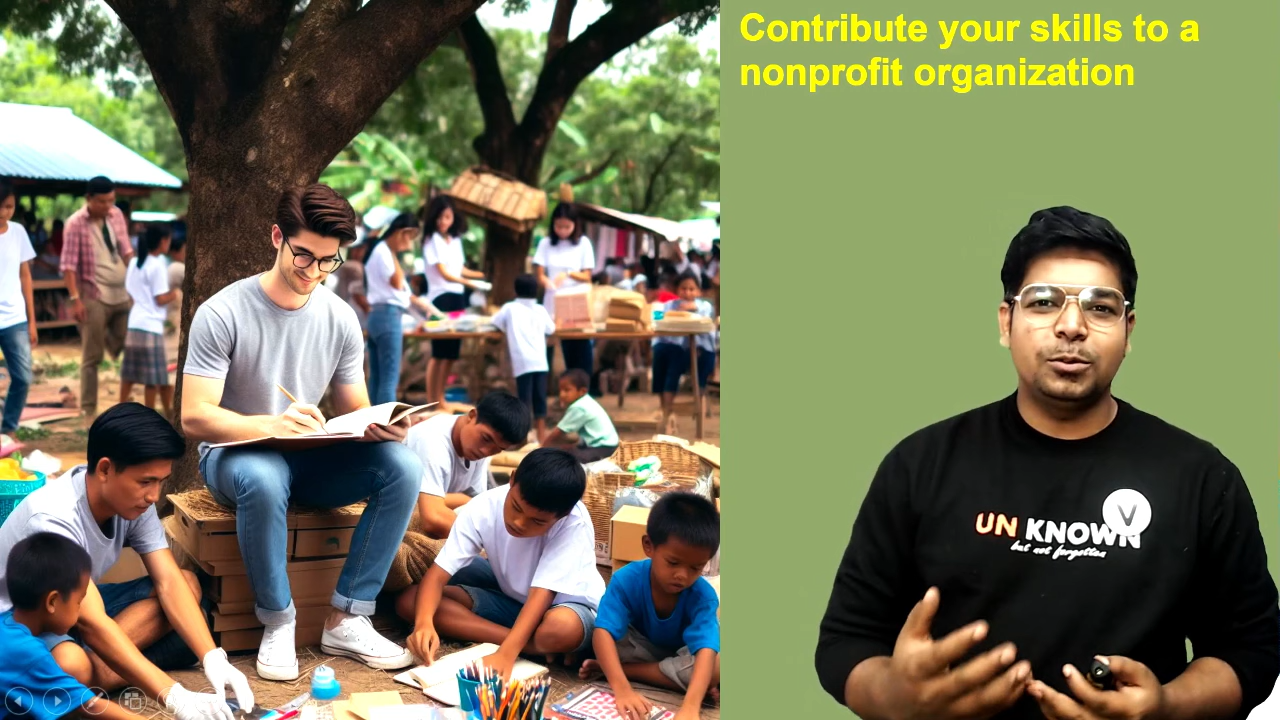 Contribute your skills to a
nonprofit organization
UN KNOWN
but not forgotten
V